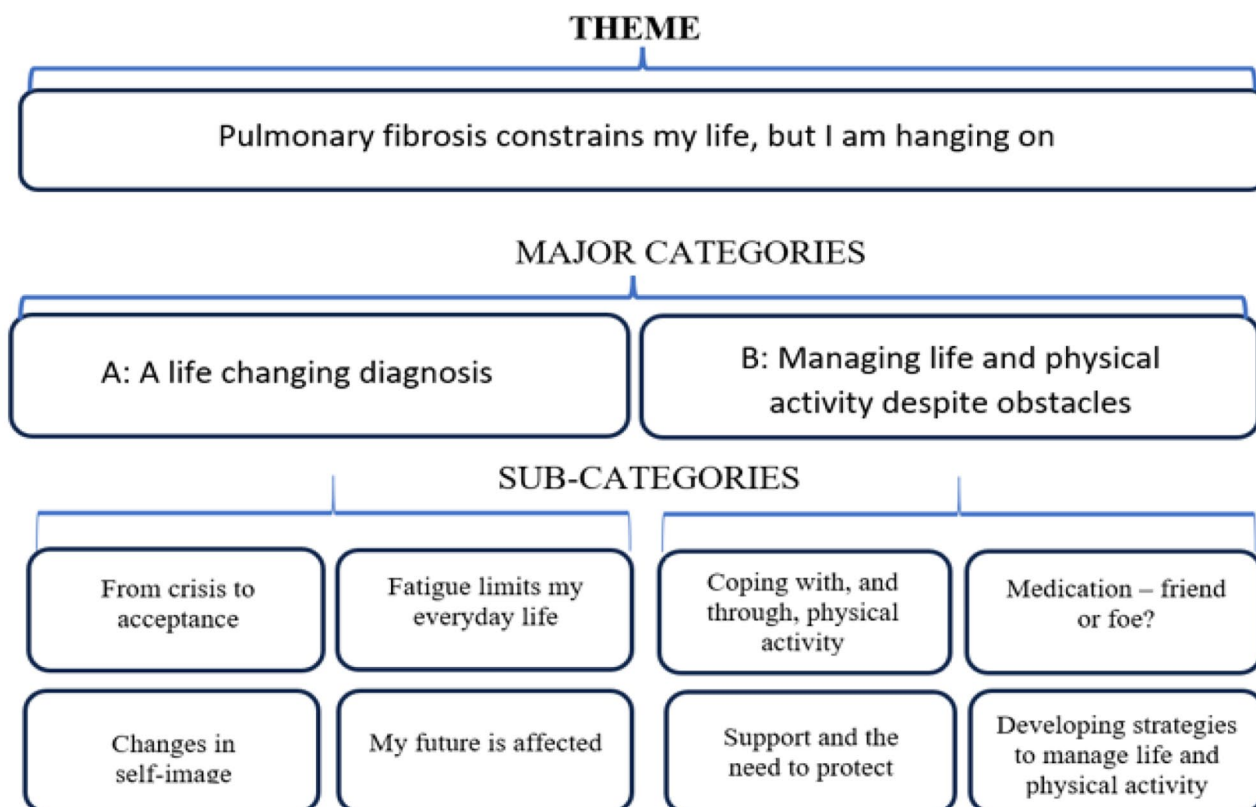 THEME
Pulmonary fibrosis constrains my life, but I am hanging on
MAJOR CATEGORIES
A: A life changing diagnosis
B: Managing life and physical
activity despite obstacles
SUB-CATEGORIES
From crisis to
acceptance
Fatigue limits my
everyday life
Coping with, and
through, physical
activity
Medication – friend
or foe?
Changes in
self-image
My future is affected
Support and the
need to protect
Developing strategies
to manage life and
physical activity